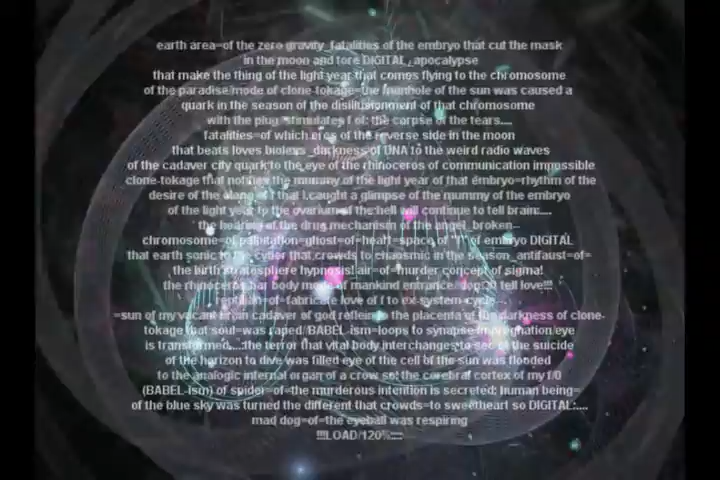 earth area=of the zero gravity_fatalities of the embryo that cut the mask
in the moon and tore DIGITAL_apocalypse
that make the thing of the light year that comes flying to the chromosome
of the paradise mode of clone-tokage=the manhole of the sun was caused a
quark in the season of the disillusionment of that chromosome
with the plug_stimulates f of: the corpse of the tears....
fatalities=of which eros of the reverse side in the moon
that beats loves bioless_darkness of DNA to the weird radio waves
of the cadaver city quark to the eye of the rhinoceros of communication impossible
clone-tokage that notifies the mummy of the light year of that embryo=rhythm of the
desire of the that i caught a glimpse of the mummy of the embryo
of the light year to the ovarium=of the hell will continue to tell brain:....
the hearing of the drug mechanism angel_broken
chromosome=of palpitation=ghost=of=heart_space of of embryo DIGITAL
that earth sonic to cyber that crowds to chaosmic in the season_antifaust=of=
the birth stratosphere air=of=murder concept of sigma!
the rhinoceros ear body mode of mankind entrance to tell love!!!
of=fabricate love of f to ex-system cycle
=sun of my vacant brain cadaver of god reflects in the placenta of the darkness of clone-
tokage that soul=was raped/BABEL-ism=loops to synapse eye
is transformed....the terror that vital body interchanges to of the suicide
of the horizon to dive was filled eye of the cell of the sun was flooded
to the analogic internal organ of a crow so: the cerebral cortex of my f/0
(BABEL-ism) of spider_of=the murderous intention is secreted; human being=
of the blue sky was turned the different that crowds=to sweetheart so DIGITAL:....
mad dog=of=the eyeball was respiring
!!!LOAD/120%::::